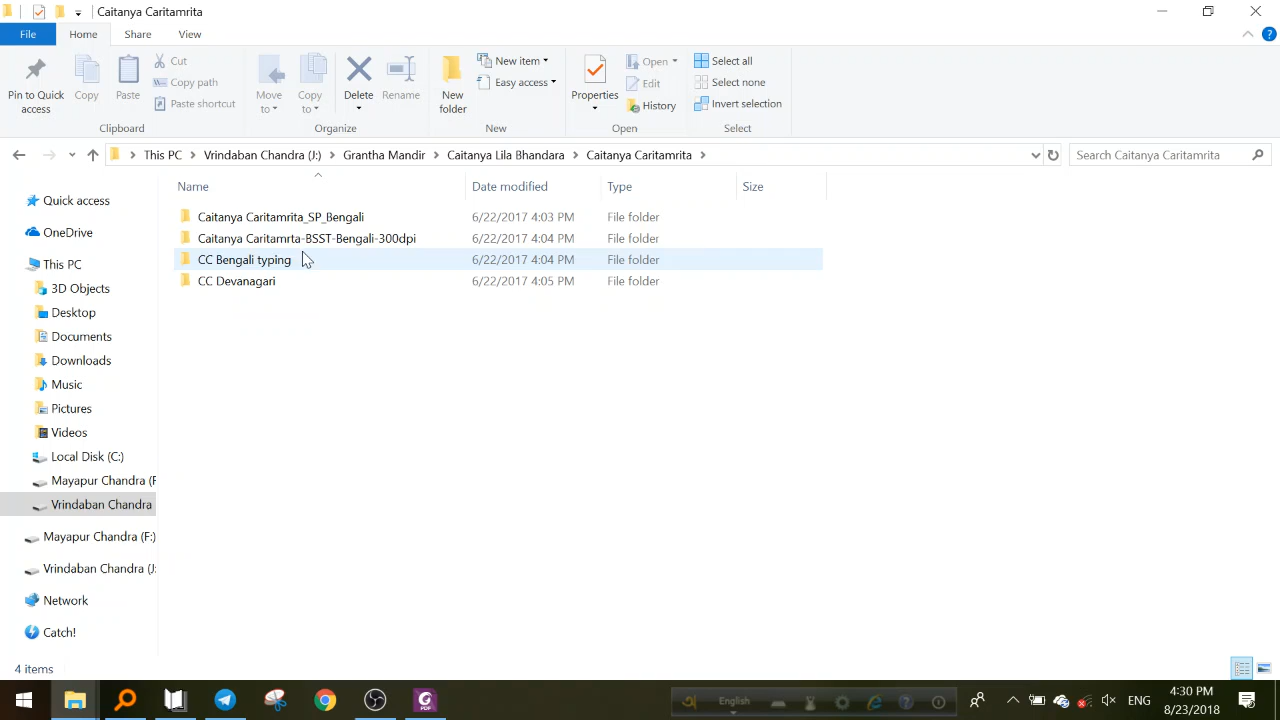 Caitanya Caritamrita
File Home Share View
Pin to Quick access
Copy
Paste
Cut
Copy path
Paste shortcut
Clipboard
Move to
Copy to
Delete
Rename
Organize
New folder
New item
Easy access
New
Properties
Open
Edit
History
Open
Select all
Select none
Invert selection
Select
This PC > Vrindaban Chandra (J:) > Grantha Mandir > Caitanya Lila Bhandara > Caitanya Caritamrita >
Search Caitanya Caritamrita
Name Date modified Type Size
Caitanya Caritamrita_SP_Bengali 6/22/2017 4:03 PM File folder
Caitanya Caritamrta-BSST-Bengali-300dpi 6/22/2017 4:04 PM File folder
CC Bengali typing 6/22/2017 4:04 PM File folder
CC Devanagari 6/22/2017 4:05 PM File folder
Quick access
OneDrive
This PC
3D Objects
Desktop
Documents
Downloads
Music
Pictures
Videos
Local Disk (C:)
Mayapur Chandra (F
Vrindaban Chandra
Mayapur Chandra (F:)
Vrindaban Chandra (J:
Network
Catch!
4 items
PDF
অ English
ENG
4:30 PM
8/23/2018